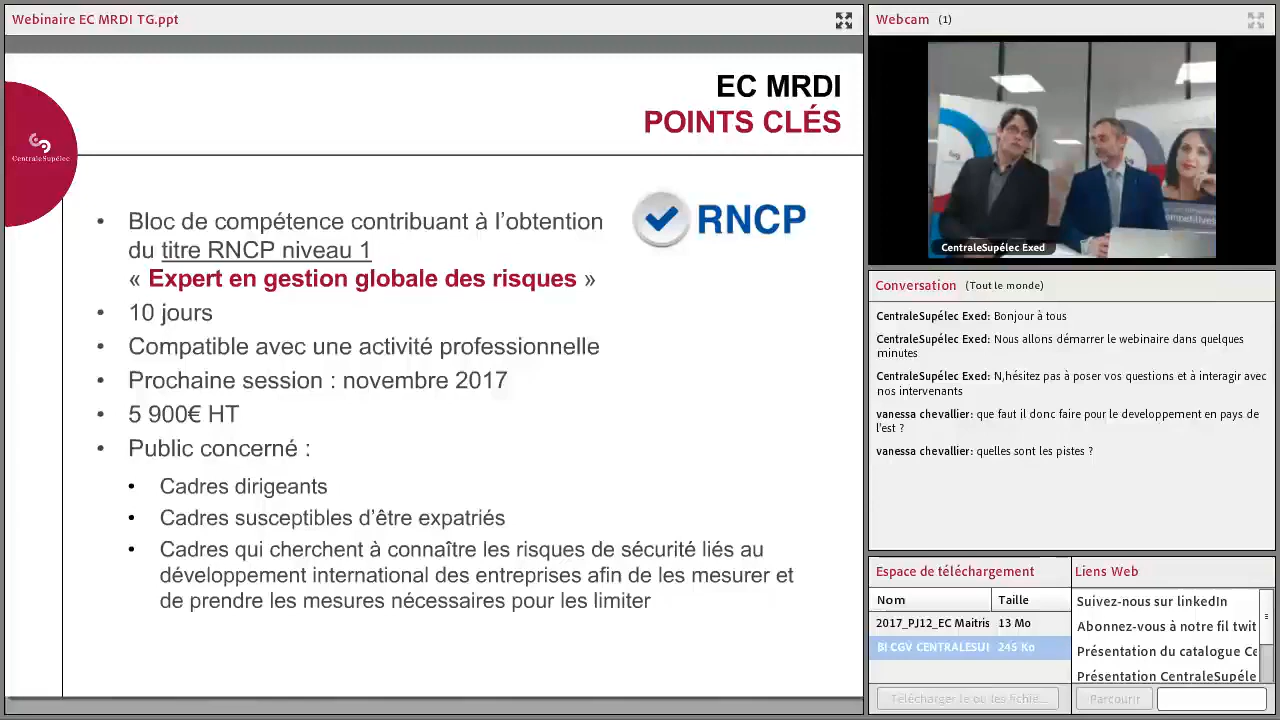 Webinaire EC MRDI TG.ppt
EC MRDI
POINTS CLÉS
CentraleSupélec
• Bloc de compétence contribuant à l’obtention
du titre RNCP niveau 1
« Expert en gestion globale des risques »
RNCP
• 10 jours
• Compatible avec une activité professionnelle
• Prochaine session : novembre 2017
• 5 900€ HT
• Public concerné :
• Cadres dirigeants
• Cadres susceptibles d’être expatriés
• Cadres qui cherchent à connaître les risques de sécurité liés au
développement international des entreprises afin de les mesurer et
de prendre les mesures nécessaires pour les limiter
Webcam (1)
CentraleSupélec Exed
Conversation (Tout le monde)
CentraleSupélec Exed: Bonjour à tous
CentraleSupélec Exed: Nous allons démarrer le webinaire dans quelques
minutes
CentraleSupélec Exed: N,hésitez pas à poser vos questions et à interagir avec
nos intervenants
vanessa chevallier: que faut il donc faire pour le developpement en pays de
l'est ?
vanessa chevallier: quelles sont les pistes ?
Espace de téléchargement
Nom Taille
2017_PJ12_EC Maitris 13 Mo
BI CGV CENTRALESUI 245 Ko
Télécharger le ou les fichie...
Liens Web
Suivez-nous sur linkedIn
Abonnez-vous à notre fil twit
Présentation du catalogue Ce
Présentation CentraleSupéle
Parcourir